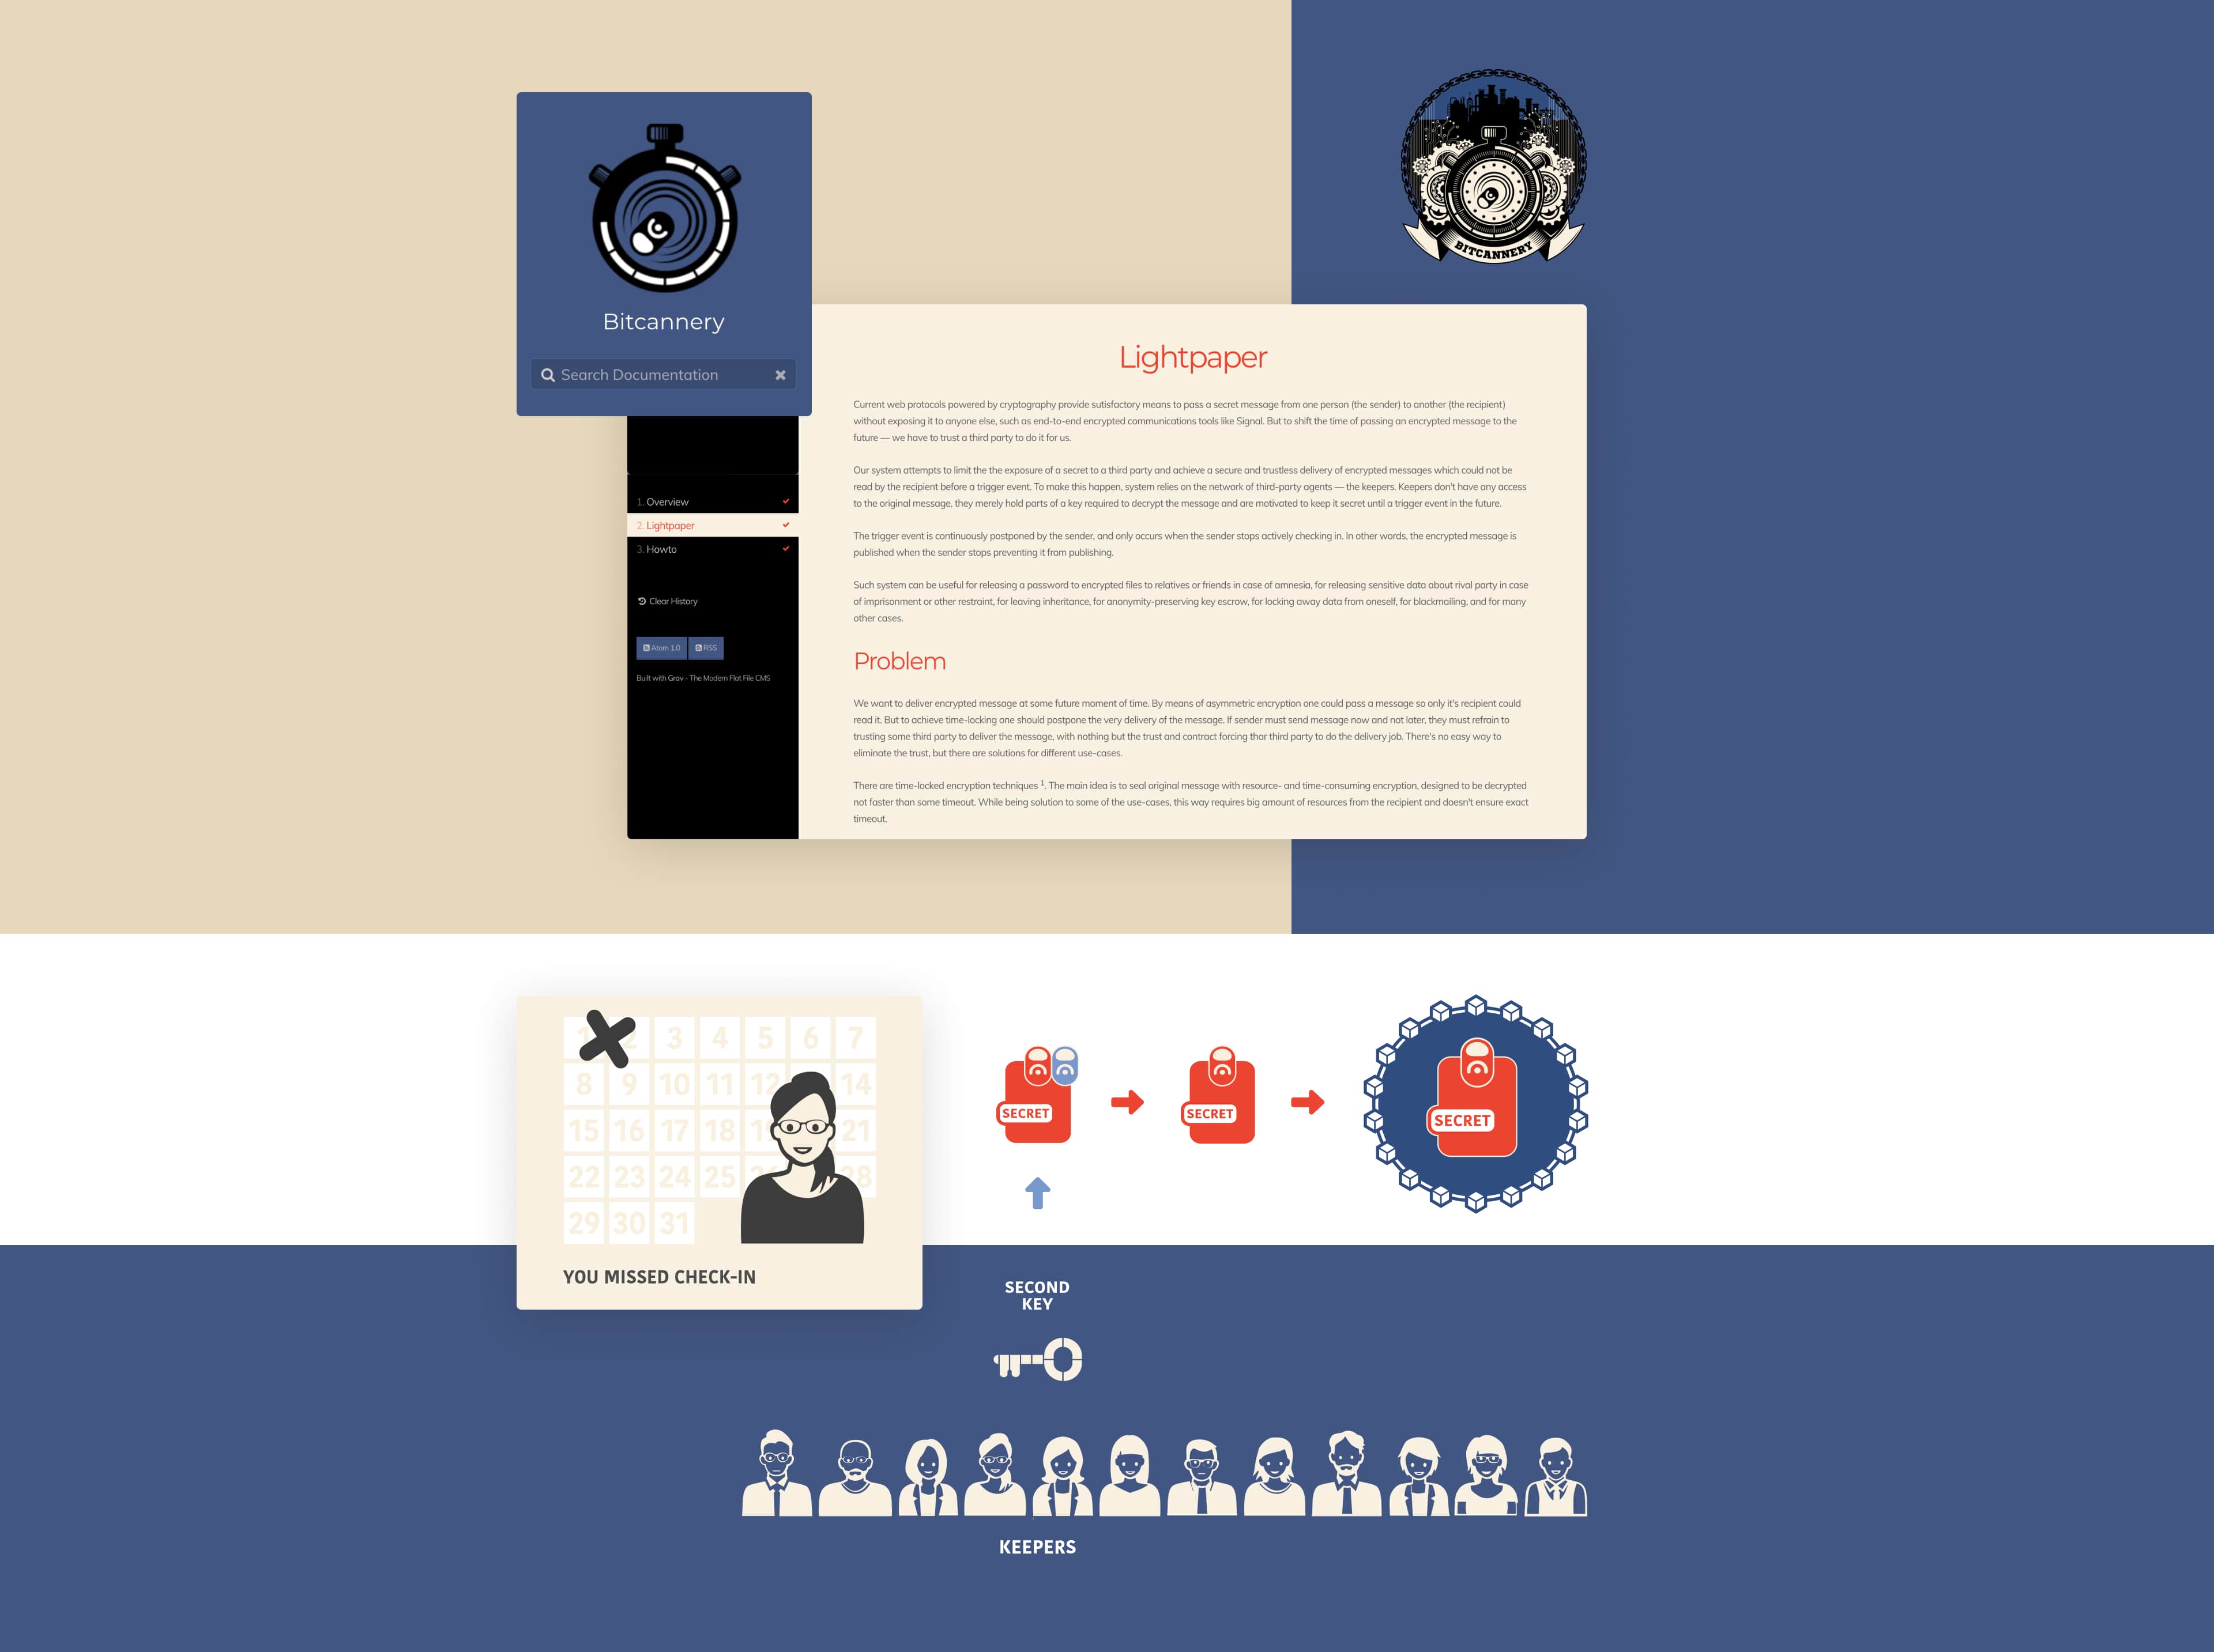 BITCANNERY
Bitcannery
Search Documentation
Lightpaper
Current web protocols powered by cryptography provide sutisfactory means to pass a secret message from one person (the sender) to another (the recipient)
without exposing it to anyone else, such as end-to-end encrypted communications tools like Signal. But to shift the time of passing an encrypted message to the
future — we have to trust a third party to do it for us.
Our system attempts to limit the the exposure of a secret to a third party and achieve a secure and trustless delivery of encrypted messages which could not be
read by the recipient before a trigger event. To make this happen, system relies on the network of third-party agents — the keepers. Keepers don't have any access
to the original message, they merely hold parts of a key required to decrypt the message and are motivated to keep it secret until a trigger event in the future.
The trigger event is continuously postponed by the sender, and only occurs when the sender stops actively checking in. In other words, the encrypted message is
published when the sender stops preventing it from publishing.
Such system can be useful for releasing a password to encrypted files to relatives or friends in case of amnesia, for releasing sensitive data about rival party in case
of imprisonment or other restraint, for leaving inheritance, for anonymity-preserving key escrow, for locking away data from oneself, for blackmailing, and for many
other cases.
Problem
We want to deliver encrypted message at some future moment of time. By means of asymmetric encryption one could pass a message so only it's recipient could
read it. But to achieve time-locking one should postpone the very delivery of the message. If sender must send message now and not later, they must refrain to
trusting some third party to deliver the message, with nothing but the trust and contract forcing thar third party to do the delivery job. There's no easy way to
eliminate the trust, but there are solutions for different use-cases.
There are time-locked encryption techniques 1. The main idea is to seal original message with resource- and time-consuming encryption, designed to be decrypted
not faster than some timeout. While being solution to some of the use-cases, this way requires big amount of resources from the recipient and doesn't ensure exact
timeout.
1. Overview
2. Lightpaper
3. Howto
Clear History
Atom 1.0 RSS
Built with Grav - The Modern Flat File CMS
1 2 3 4 5 6 7
8 9 10 11 12 14
15 16 17 18 19 21
22 23 24 25 26 28
29 30 31
YOU MISSED CHECK-IN
SECRET
SECRET
SECRET
SECOND
KEY
KEEPERS